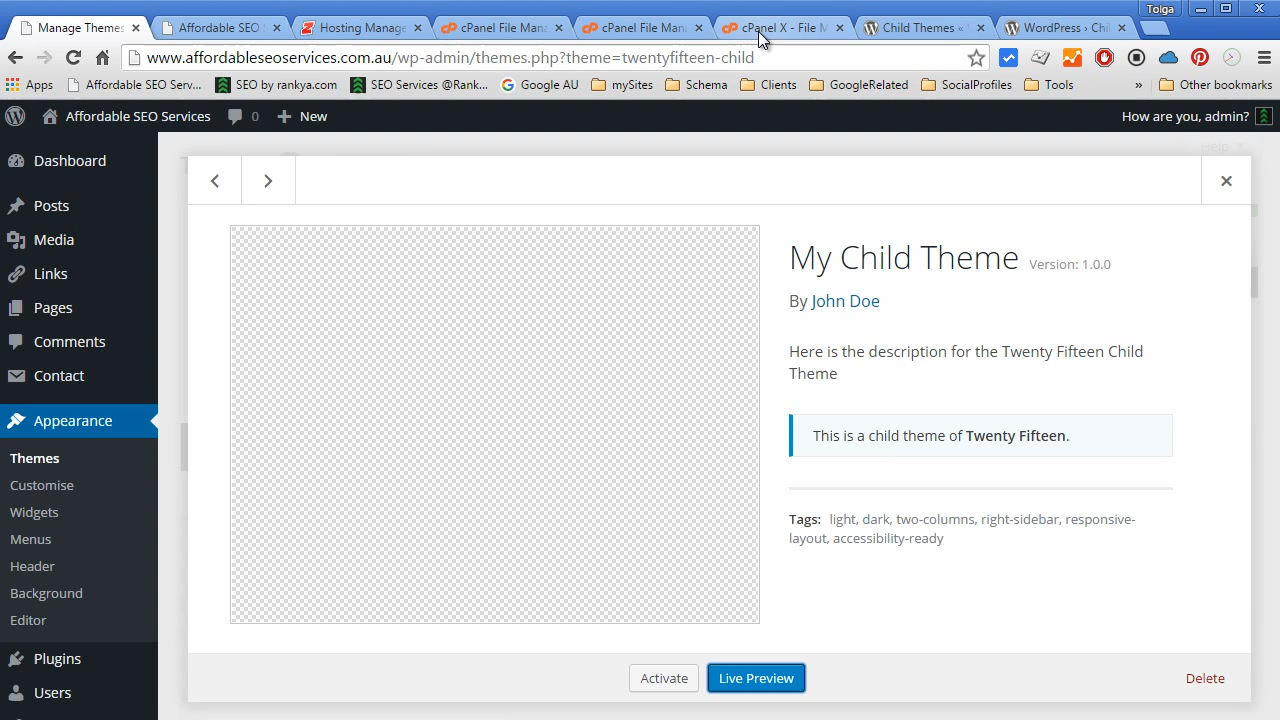 Tolga
Manage Themes
Affordable SEO
Hosting Manage
cPanel File Mana
cPanel File Mana
cPanel X - File M
Child Themes «
WordPress › Chi
www.affordableseoservices.com.au/wp-admin/themes.php?theme=twentyfifteen-child
Apps
Affordable SEO Serv...
SEO by rankya.com
SEO Services @Rank...
Google AU
mySites
Schema
Clients
GoogleRelated
SocialProfiles
Tools
»
Other bookmarks
Affordable SEO Services
0
New
How are you, admin?
Help
Dashboard
Posts
Media
Links
Pages
Comments
Contact
Appearance
Themes
Customise
Widgets
Menus
Header
Background
Editor
Plugins
Users
My Child Theme Version: 1.0.0
By John Doe
Here is the description for the Twenty Fifteen Child
Theme
This is a child theme of Twenty Fifteen.
Tags: light, dark, two-columns, right-sidebar, responsive-
layout, accessibility-ready
Activate
Live Preview
Delete